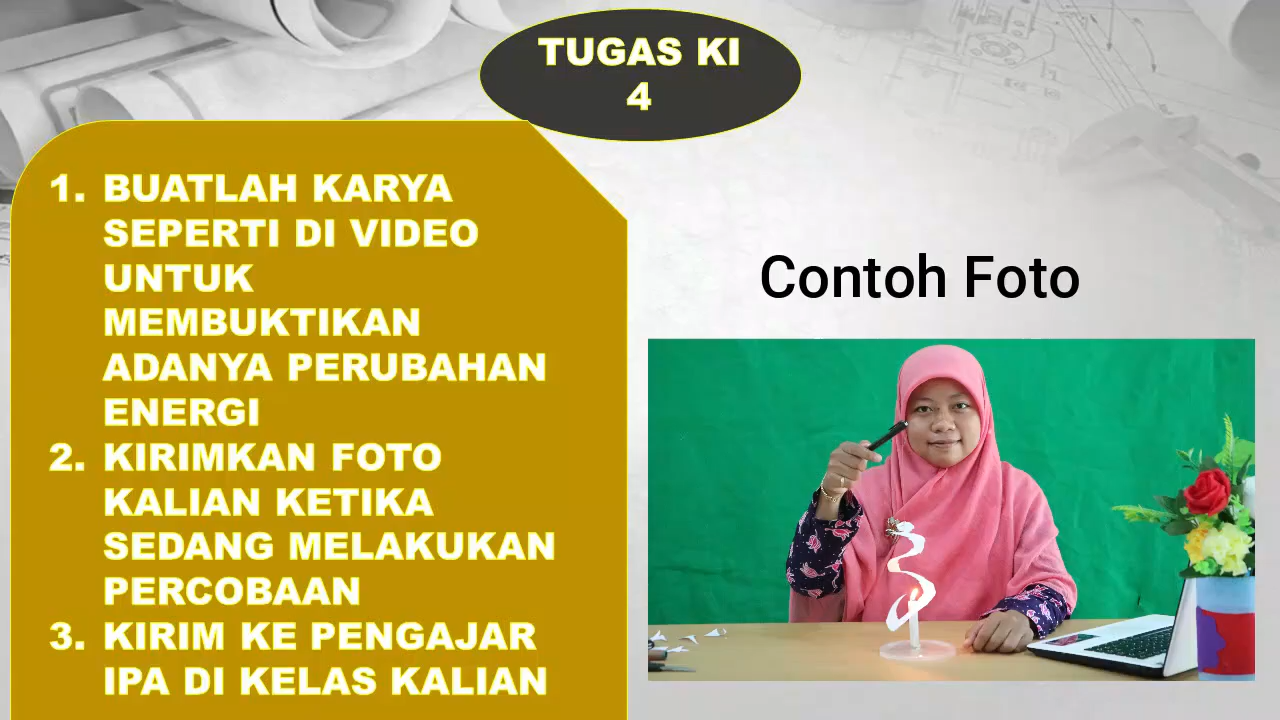 TUGAS KI
4
1. BUATLAH KARYA
SEPERTI DI VIDEO
UNTUK
MEMBUKTIKAN
ADANYA PERUBAHAN
ENERGI
2. KIRIMKAN FOTO
KALIAN KETIKA
SEDANG MELAKUKAN
PERCOBAAN
3. KIRIM KE PENGAJAR
IPA DI KELAS KALIAN
Contoh Foto